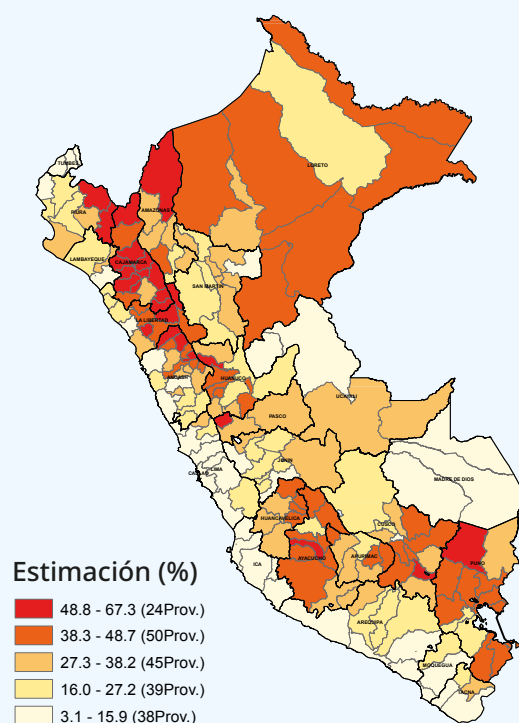 LORETO
TUMBES
PIURA
AMAZONAS
LAMBAYEQUE
CAJAMARCA
SAN MARTIN
LA LIBERTAD
ANCASH
HUANUCO
UCAYALI
PASCO
JUNIN
CALLAO
LIMA
MADRE DE DIOS
CUSCO
HUANCAVELICA
AYACUCHO
APURIMAC
ICA
PUNO
AREQUIPA
MOQUEGUA
TACNA
Estimación (%)
48.8 - 67.3 (24Prov.)
38.3 - 48.7 (50Prov.)
27.3 - 38.2 (45Prov.)
16.0 - 27.2 (39Prov.)
3.1 - 15.9 (38Prov.)